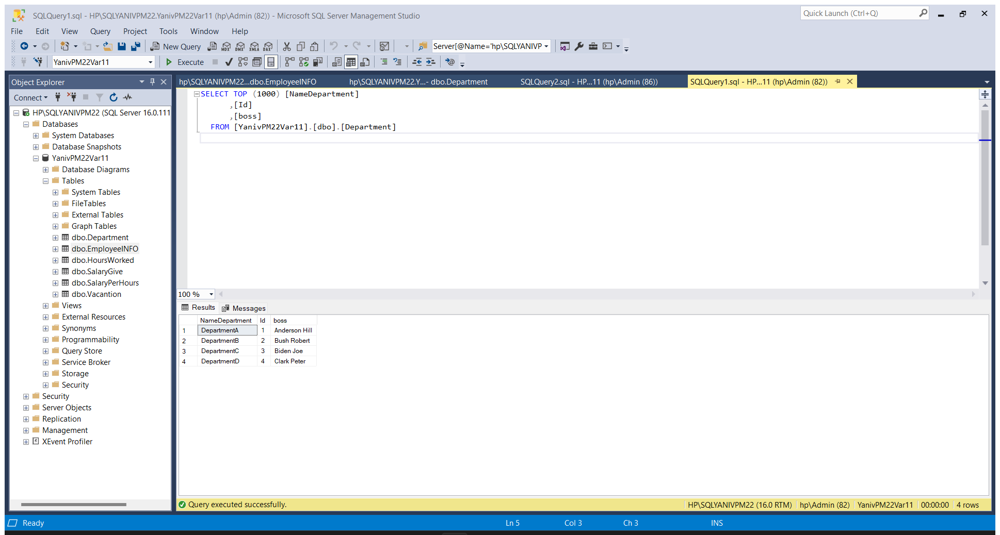 SQLQuery1.sql - HP\SQLYANIVPM22.YanivPM22Var11 (hp\Admin (82)) - Microsoft SQL Server Management Studio
Quick Launch (Ctrl+Q)
File Edit View Query Project Tools Window Help
New Query MDX DMX XMLA DAX Server[@Name='hp\SQLYANIVP
YanivPM22Var11 Execute
Object Explorer
hp\SQLYANIVPM22...dbo.EmployeeINFO hp\SQLYANIVPM22.Y...- dbo.Department SQLQuery2.sql - HP...11 (hp\Admin (86)) SQLQuery1.sql - HP...11 (hp\Admin (82))
Connect
HP\SQLYANIVPM22 (SQL Server 16.0.111
Databases
System Databases
Database Snapshots
YanivPM22Var11
Database Diagrams
Tables
System Tables
FileTables
External Tables
Graph Tables
dbo.Department
dbo.EmployeeINFO
dbo.HoursWorked
dbo.SalaryGive
dbo.SalaryPerHours
dbo.Vacantion
Views
External Resources
Synonyms
Programmability
Query Store
Service Broker
Storage
Security
Security
Server Objects
Replication
Management
XEvent Profiler
SELECT TOP (1000) [NameDepartment]
,[Id]
,[boss]
FROM [YanivPM22Var11].[dbo].[Department]
100 %
Results Messages
NameDepartment Id boss
1 DepartmentA 1 Anderson Hill
2 DepartmentB 2 Bush Robert
3 DepartmentC 3 Biden Joe
4 DepartmentD 4 Clark Peter
Query executed successfully. HP\SQLYANIVPM22 (16.0 RTM) hp\Admin (82) YanivPM22Var11 00:00:00 4 rows
Ready Ln 5 Col 3 Ch 3 INS